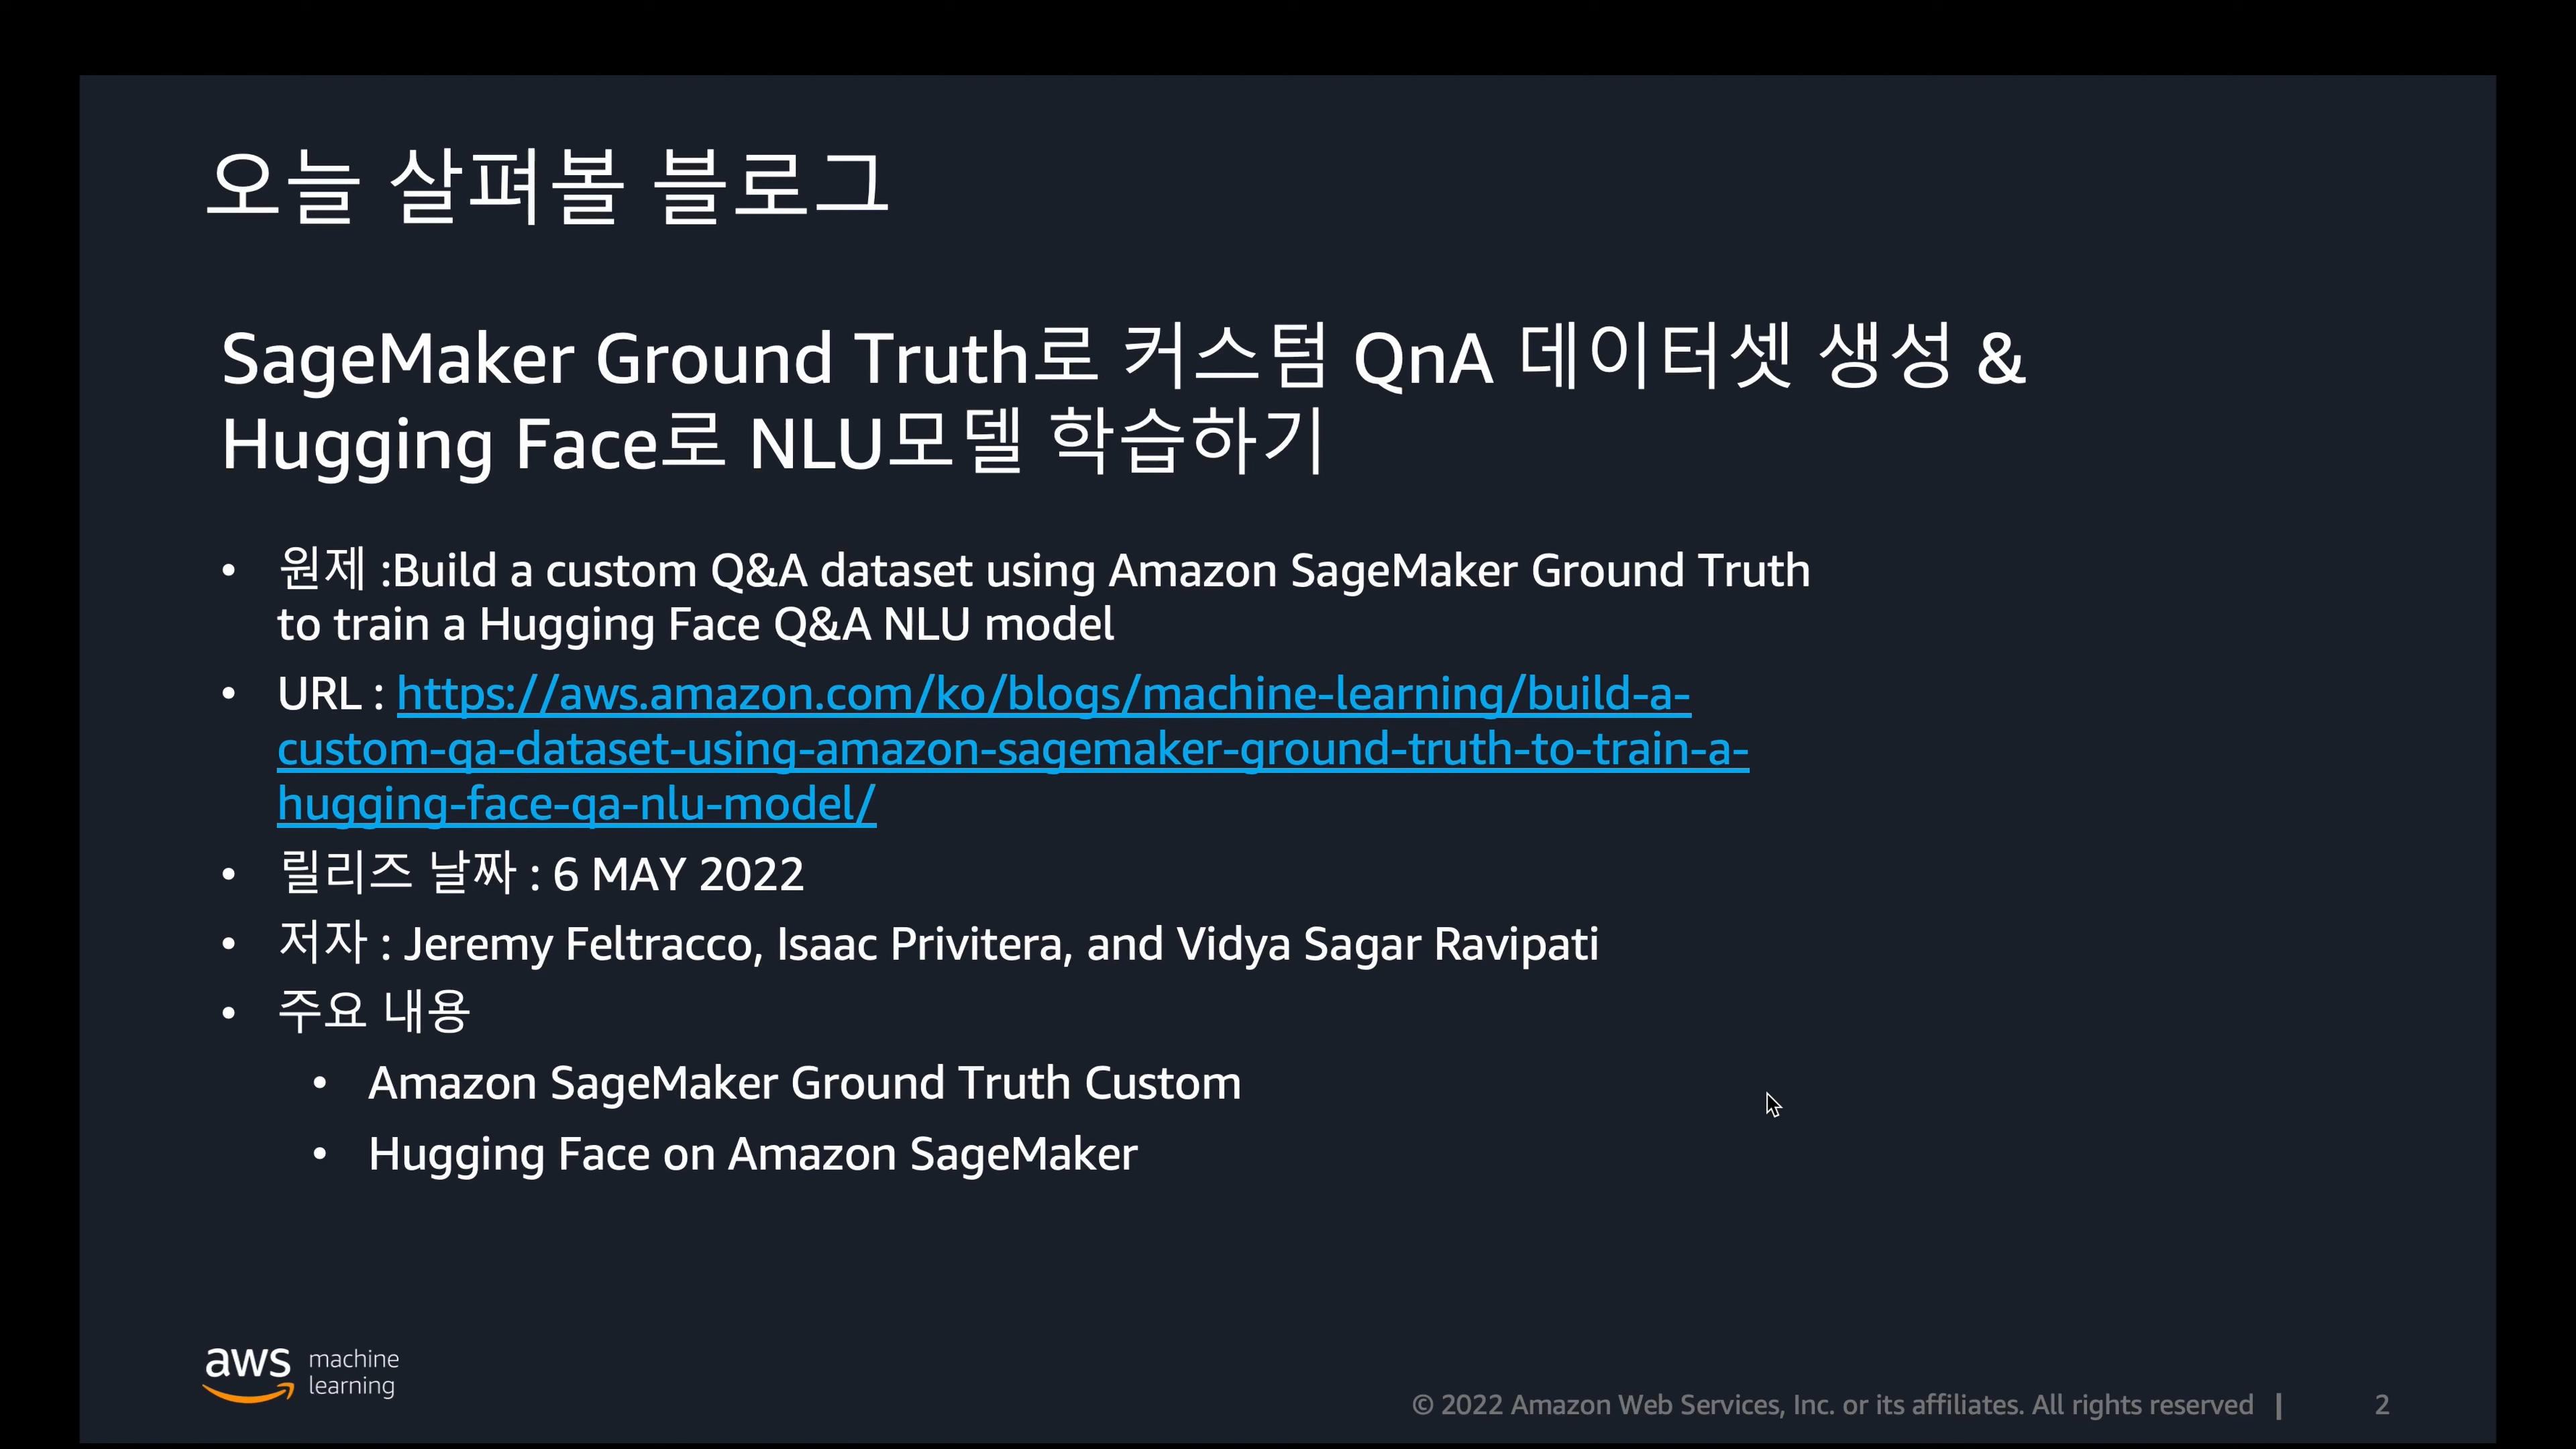 오늘 살펴볼 블로그
SageMaker Ground Truth로 커스텀 QnA 데이터셋 생성 &
Hugging Face로 NLU모델 학습하기
• 원제 :Build a custom Q&A dataset using Amazon SageMaker Ground Truth
to train a Hugging Face Q&A NLU model
• URL : https://aws.amazon.com/ko/blogs/machine-learning/build-a-
custom-qa-dataset-using-amazon-sagemaker-ground-truth-to-train-a-
hugging-face-qa-nlu-model/
• 릴리즈 날짜 : 6 MAY 2022
• 저자 : Jeremy Feltracco, Isaac Privitera, and Vidya Sagar Ravipati
• 주요 내용
• Amazon SageMaker Ground Truth Custom
• Hugging Face on Amazon SageMaker
aws machine
learning
© 2022 Amazon Web Services, Inc. or its affiliates. All rights reserved | 2